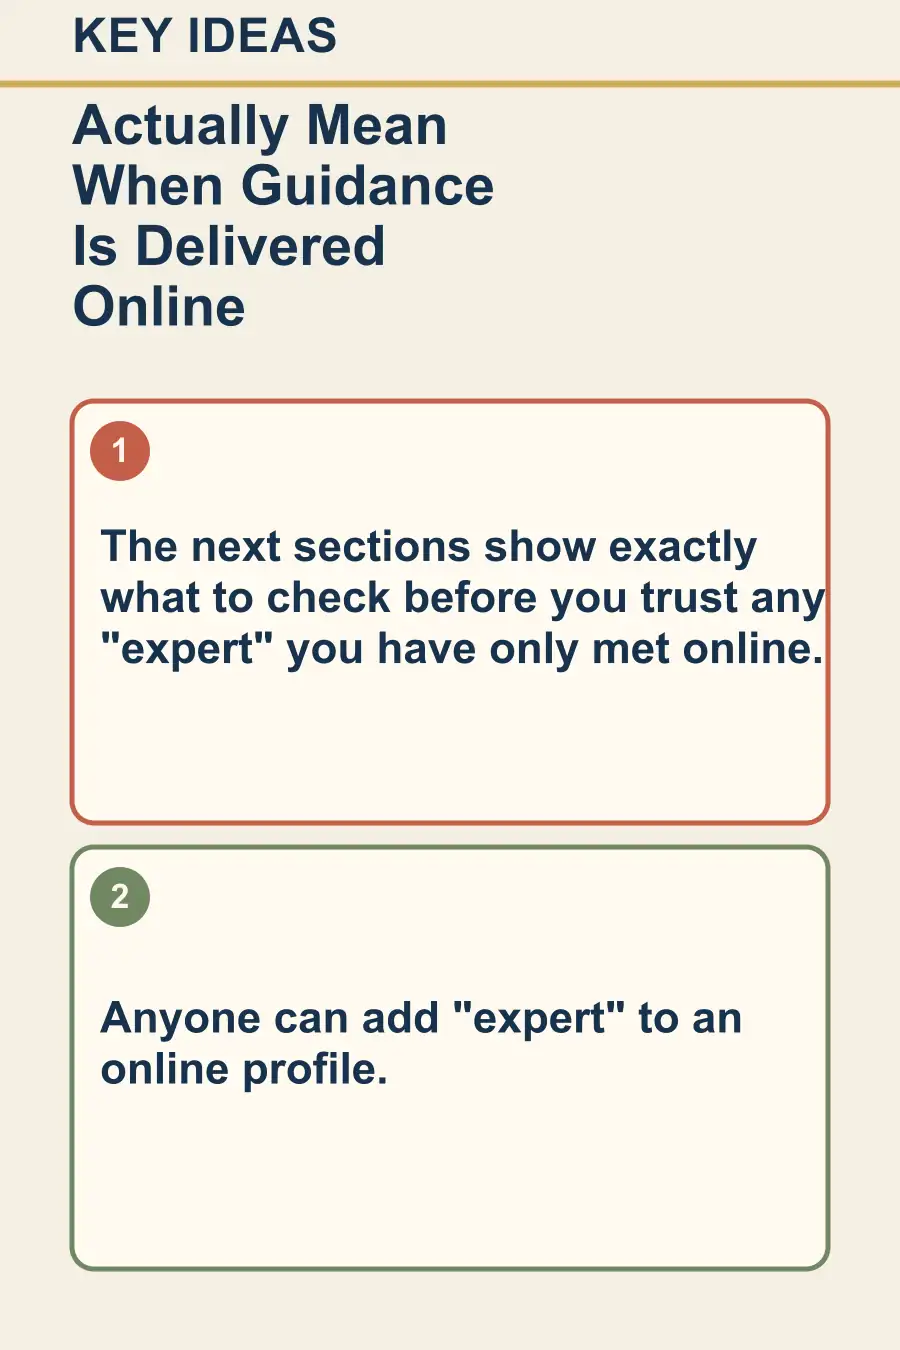 KEY IDEAS
Actually Mean
When Guidance
Is Delivered
Online
1
The next sections show exactly
what to check before you trust any
"expert" you have only met online.
2
Anyone can add "expert" to an
online profile.